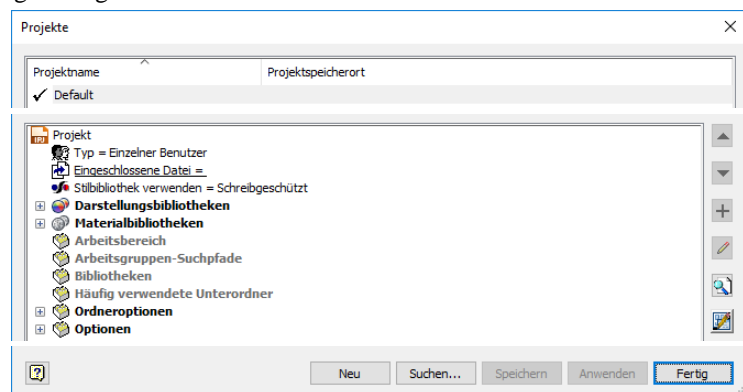 Projekte
Projektname Projektspeicherort
Default
Projekt
Typ = Einzelner Benutzer
Eingeschlossene Datei =
Stilbibliothek verwenden = Schreibgeschützt
Darstellungsbibliotheken
Materialbibliotheken
Arbeitsbereich
Arbeitsgruppen-Suchpfade
Bibliotheken
Häufig verwendete Unterordner
Ordneroptionen
Optionen
Neu Suchen... Speichern Anwenden Fertig